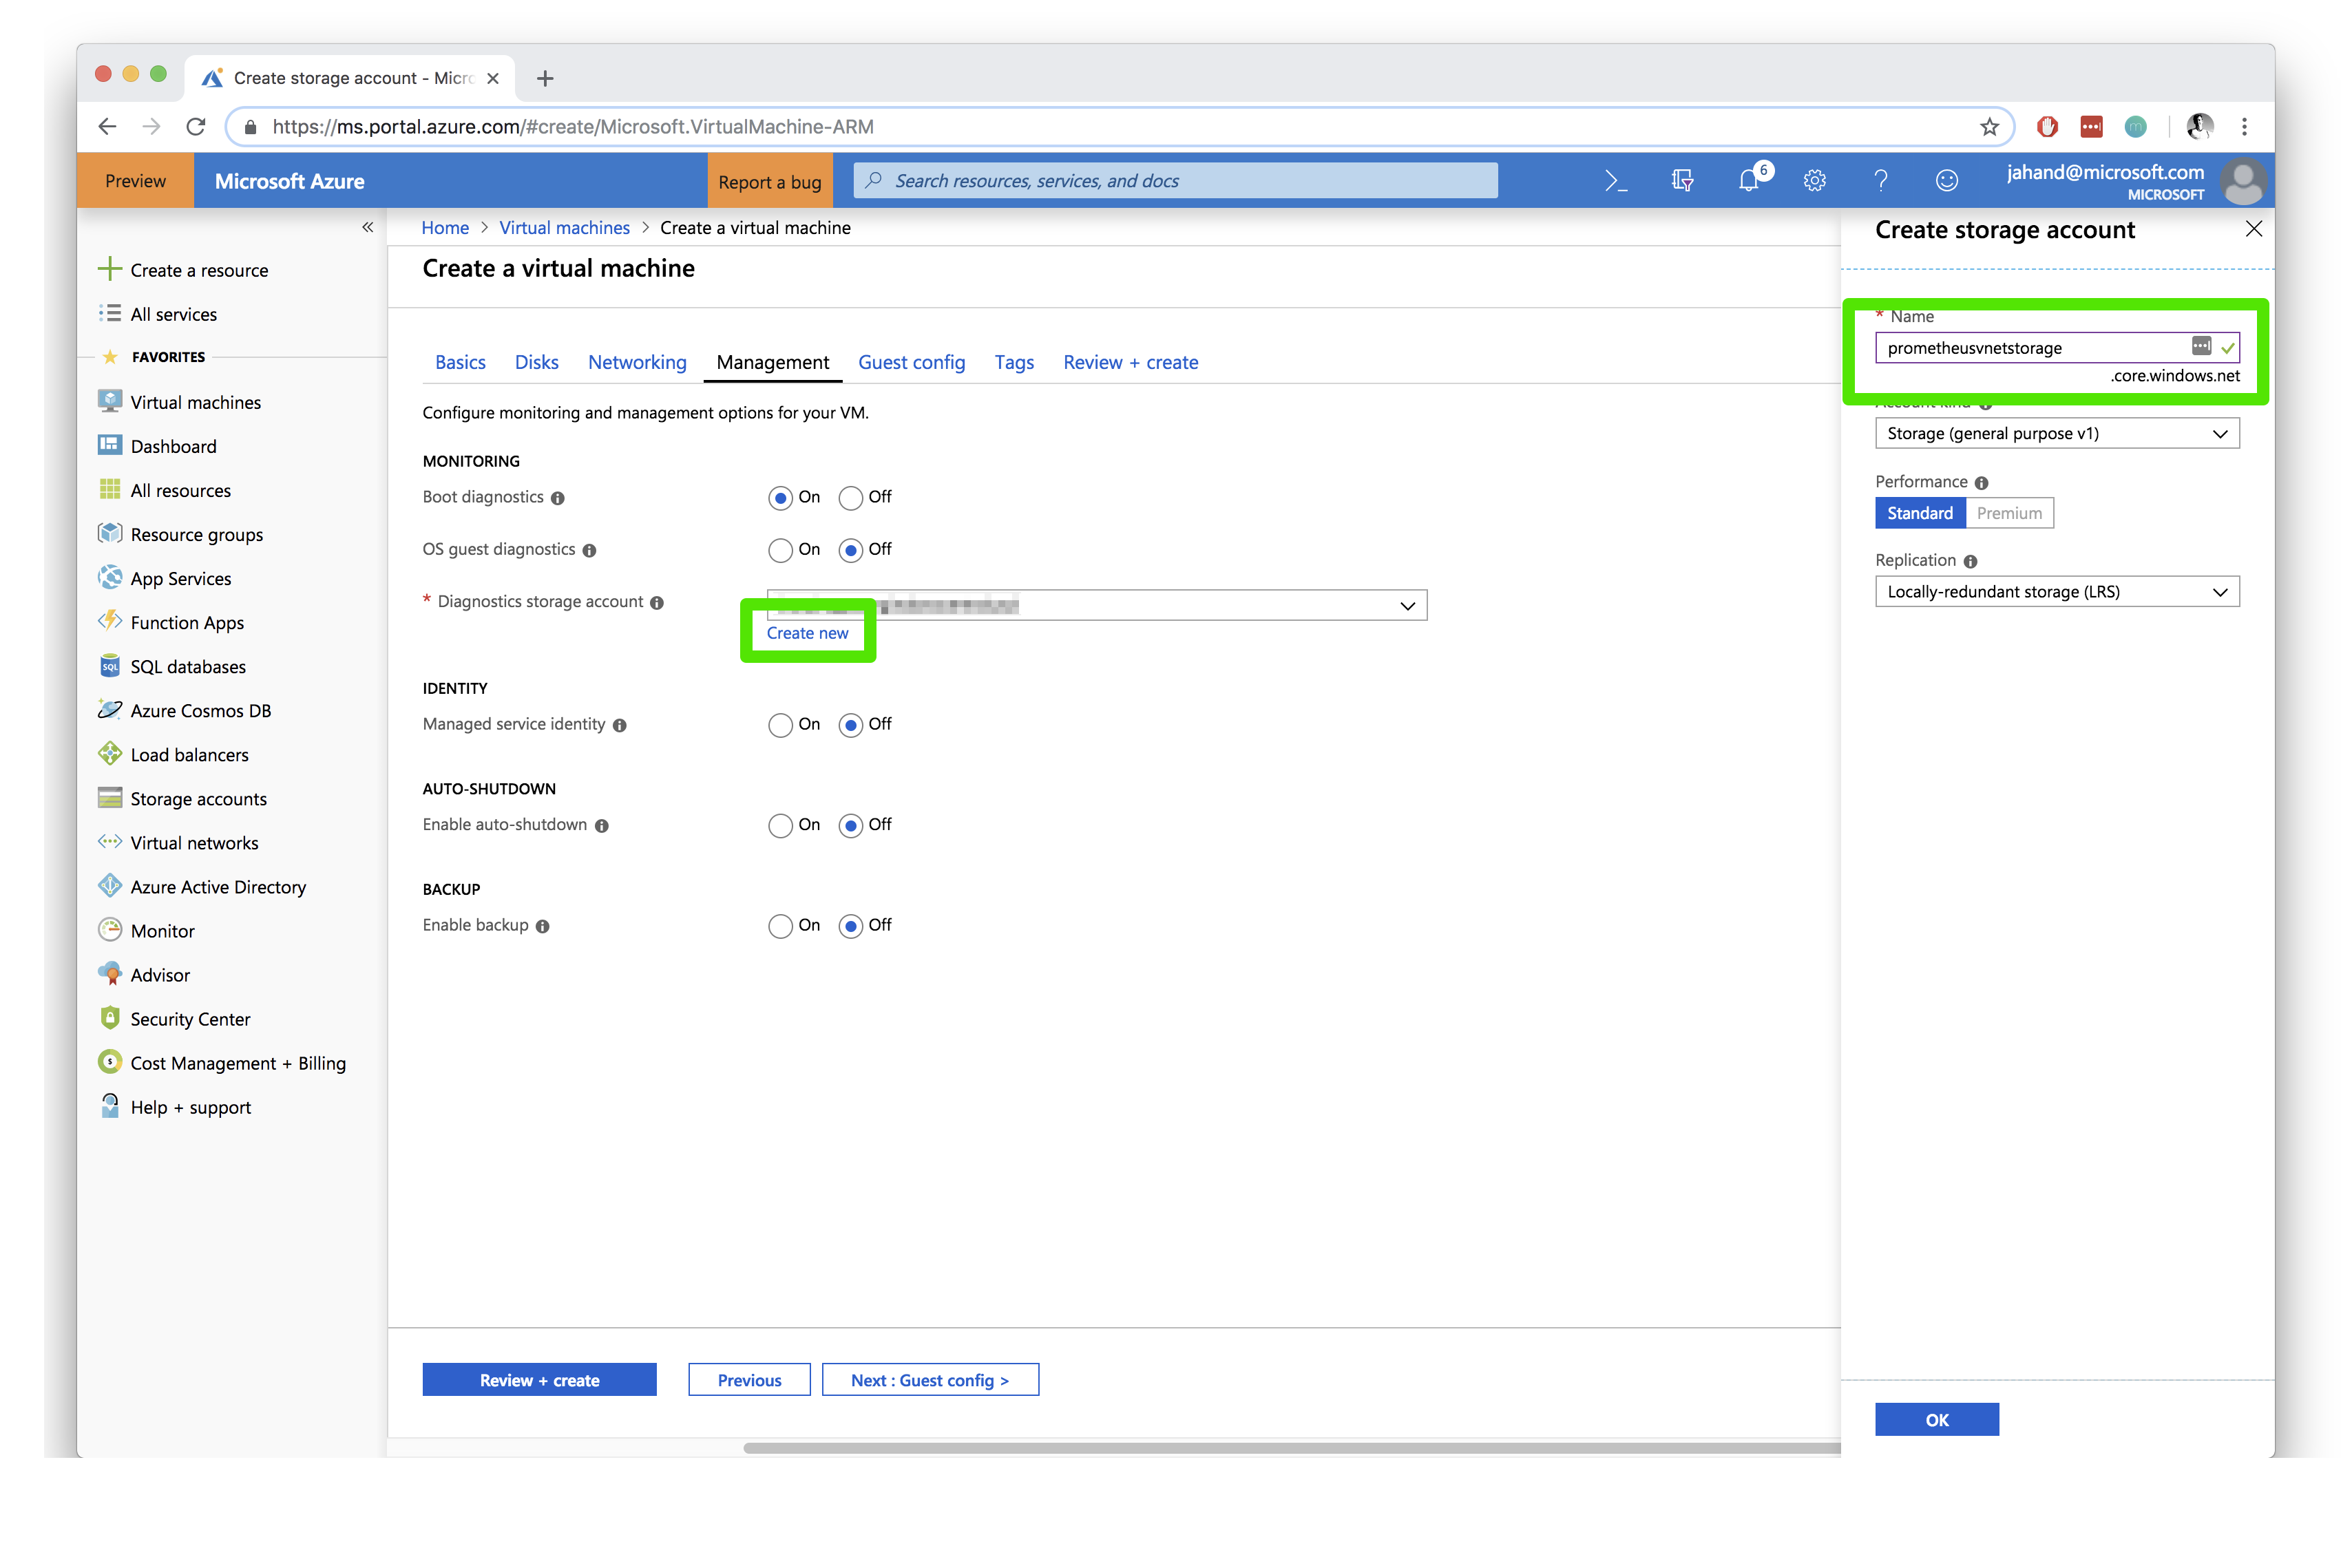 Create storage account - Micro
https://ms.portal.azure.com/#create/Microsoft.VirtualMachine-ARM
m
Preview
Microsoft Azure
Report a bug
Search resources, services, and docs
6
jahand@microsoft.com
MICROSOFT
Create a resource
All services
FAVORITES
Virtual machines
Dashboard
All resources
Resource groups
App Services
Function Apps
SQL
SQL databases
Azure Cosmos DB
Load balancers
Storage accounts
Virtual networks
Azure Active Directory
Monitor
Advisor
Security Center
Cost Management + Billing
Help + support
Home > Virtual machines > Create a virtual machine
Create a virtual machine
Basics Disks Networking Management Guest config Tags Review + create
Configure monitoring and management options for your VM.
MONITORING
Boot diagnostics On Off
OS guest diagnostics On Off
* Diagnostics storage account
Create new
IDENTITY
Managed service identity On Off
AUTO-SHUTDOWN
Enable auto-shutdown On Off
BACKUP
Enable backup On Off
Review + create Previous Next : Guest config >
Create storage account
* Name
prometheusvnetstorage
.core.windows.net
Account kind
Storage (general purpose v1)
Performance
Standard Premium
Replication
Locally-redundant storage (LRS)
OK